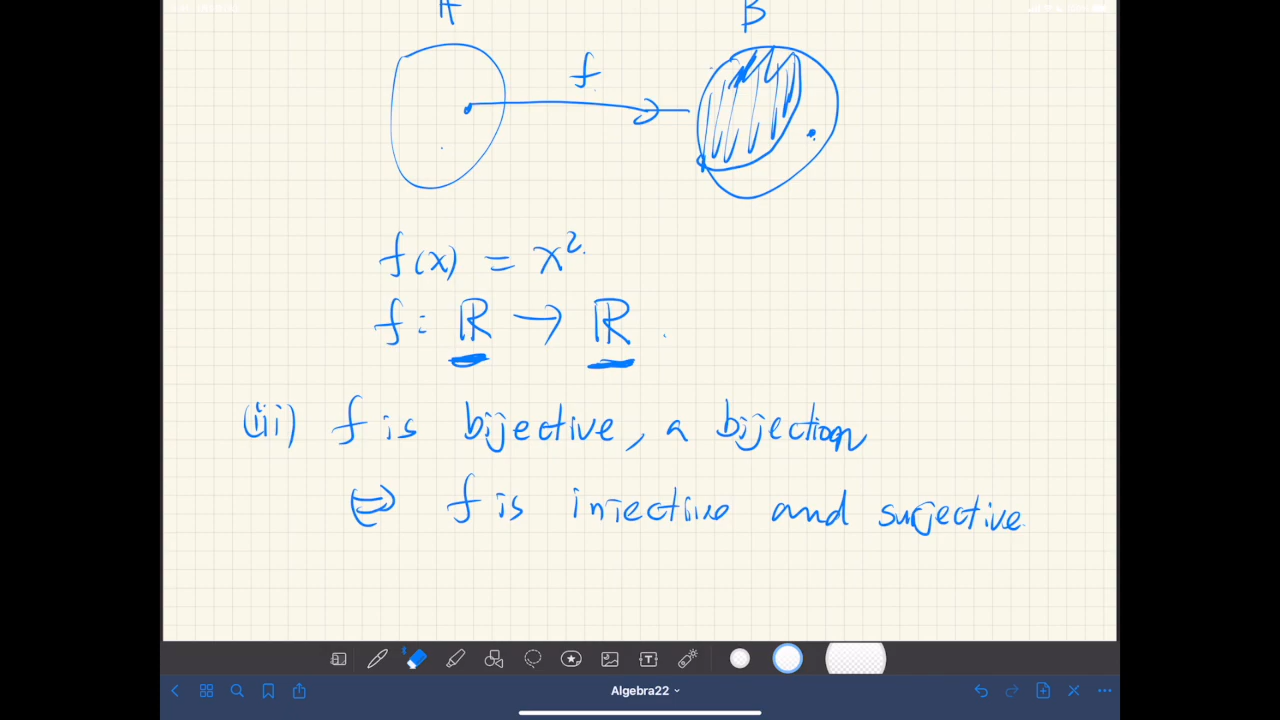 A B
f
f(x) = x²
f: ℝ → ℝ.
(iii) f is bijective, a bijection
⇔ f is injective and surjective.
Algebra22